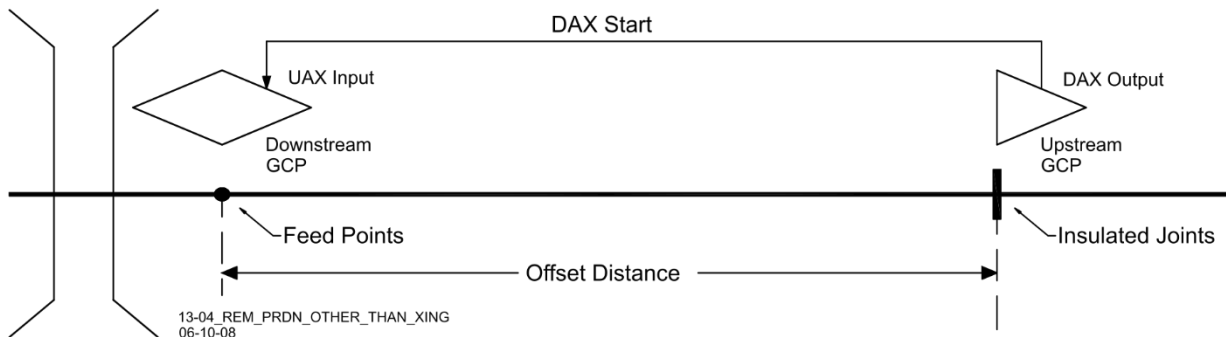 DAX Start
UAX Input
DAX Output
Downstream
GCP
Upstream
GCP
Feed Points
Insulated Joints
Offset Distance
13-04_REM_PRDN_OTHER_THAN_XING
06-10-08